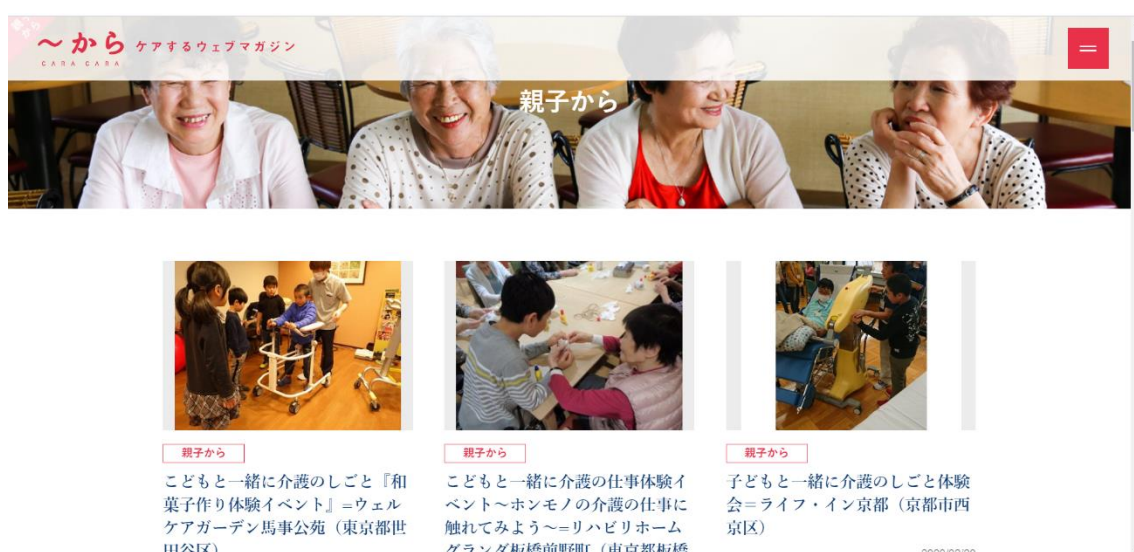 〜から ケアするウェブマガジン
CARA CARA
親子から
親子から
こどもと一緒に介護のしごと『和
菓子作り体験イベント』=ウェル
ケアガーデン馬事公苑（東京都世
田谷区）
親子から
こどもと一緒に介護の仕事体験イ
ベント〜ホンモノの介護の仕事に
触れてみよう〜=リハビリホーム
グランダ板橋前野町（東京都板橋
親子から
子どもと一緒に介護のしごと体験
会=ライフ・イン京都（京都市西
京区）